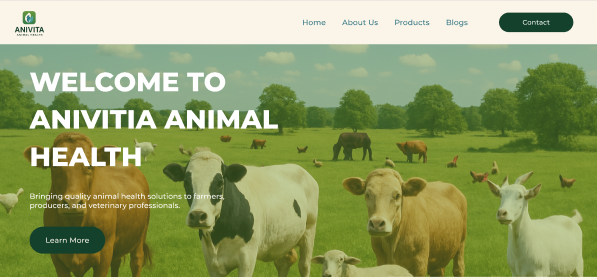 ANIVITA
ANIMAL HEALTH
Home
About Us
Products
Blogs
Contact
WELCOME TO
ANIVITIA ANIMAL
HEALTH
Bringing quality animal health solutions to farmers,
producers, and veterinary professionals.
Learn More